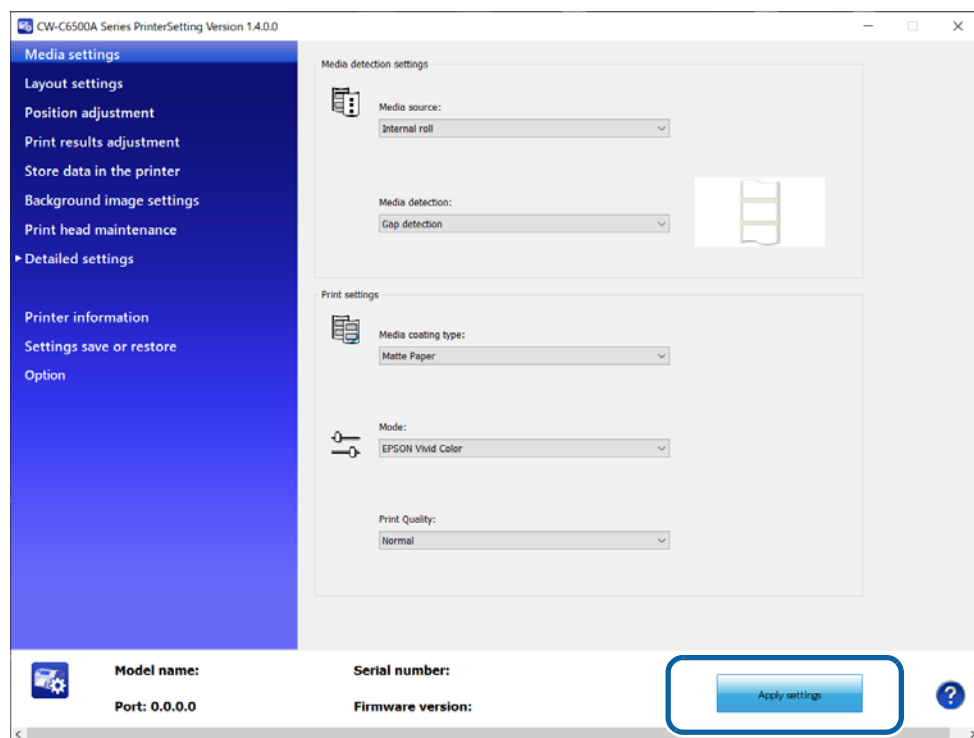 CW-C6500A Series PrinterSetting Version 1.4.0.0
Media settings
Layout settings
Position adjustment
Print results adjustment
Store data in the printer
Background image settings
Print head maintenance
Detailed settings
Printer information
Settings save or restore
Option
Media detection settings
Media source:
Internal roll
Media detection:
Gap detection
Print settings
Media coating type:
Matte Paper
Mode:
EPSON Vivid Color
Print Quality:
Normal
Model name:
Serial number:
Port: 0.0.0.0
Firmware version:
Apply settings
?